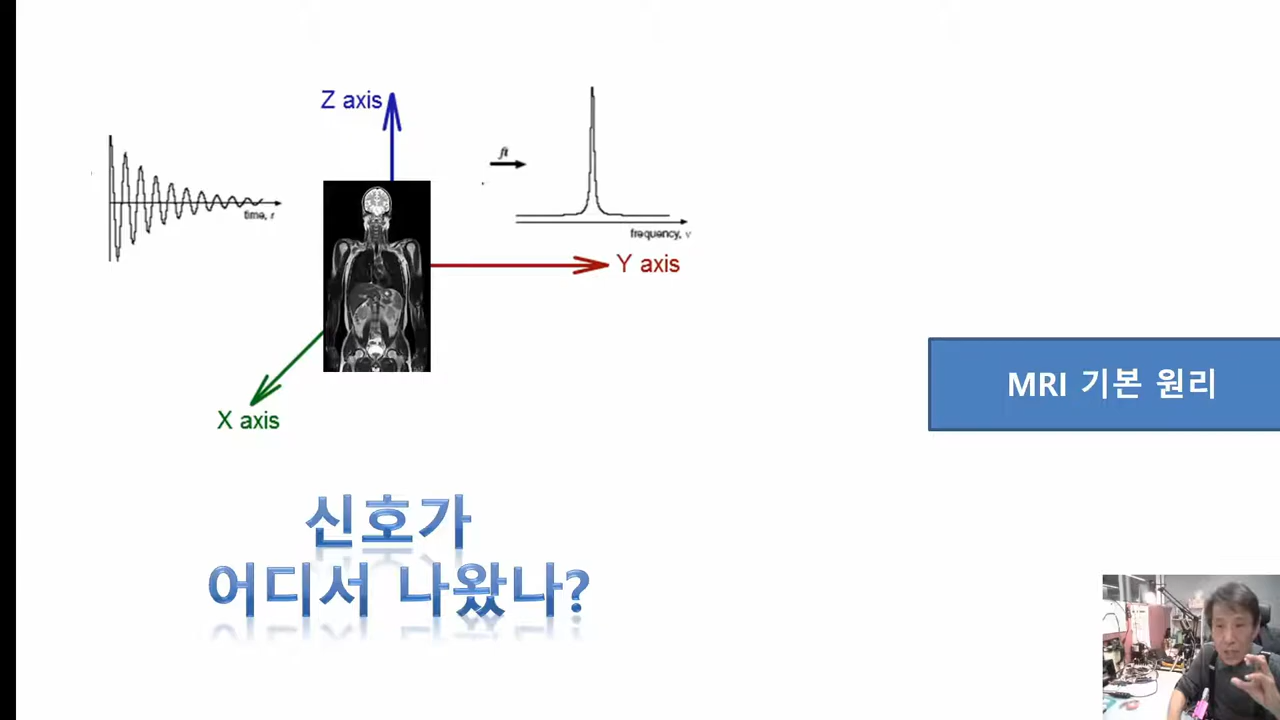 Z axis
ft
time, t
frequency, ν
Y axis
X axis
MRI 기본 원리
신호가
어디서 나왔나?